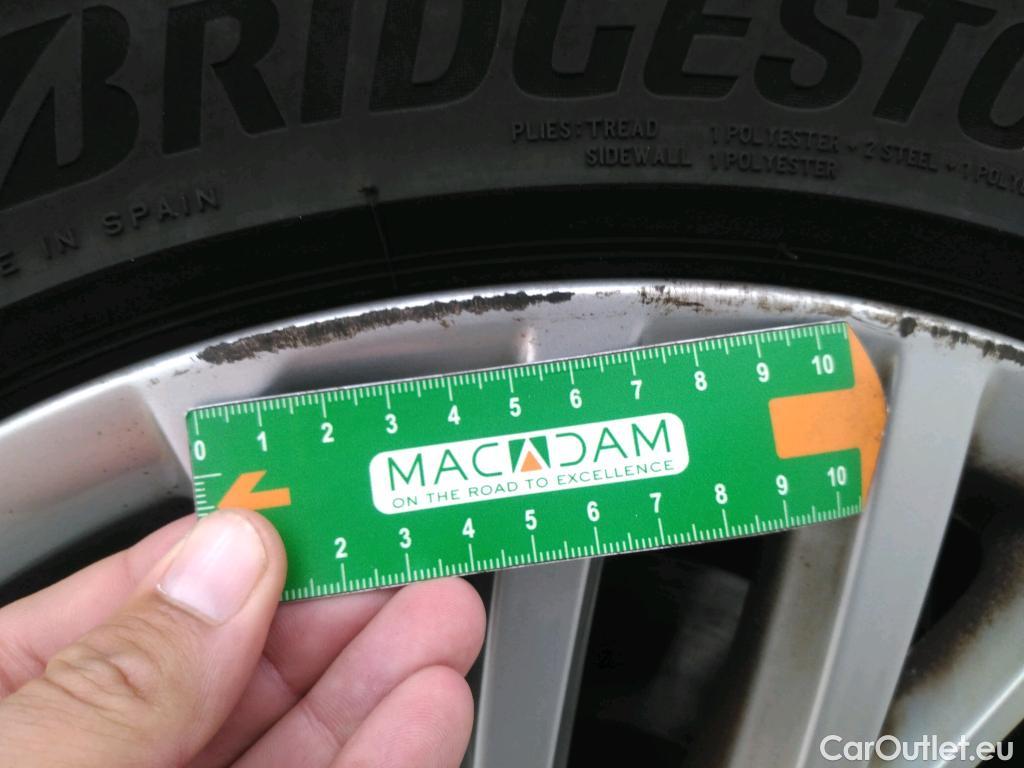 BRIDGESTO
PLIES: TREAD 1 POLYESTER + 2 STEEL + 1 POLY
SIDEWALL 1 POLYESTER
E IN SPAIN
0 1 2 3 4 5 6 7 8 9 10
MACADAM
ON THE ROAD TO EXCELLENCE
2 3 4 5 6 7 8 9 10
CarOutlet.eu